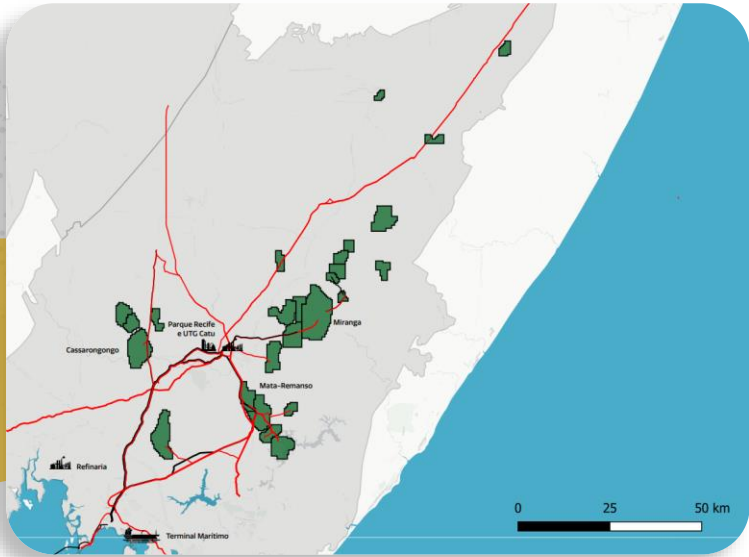 Parque Recife
e UTG Catu
Miranga
Cassarongongo
Mata-Remanso
Refinaria
0 25 50 km
Terminal Marítimo